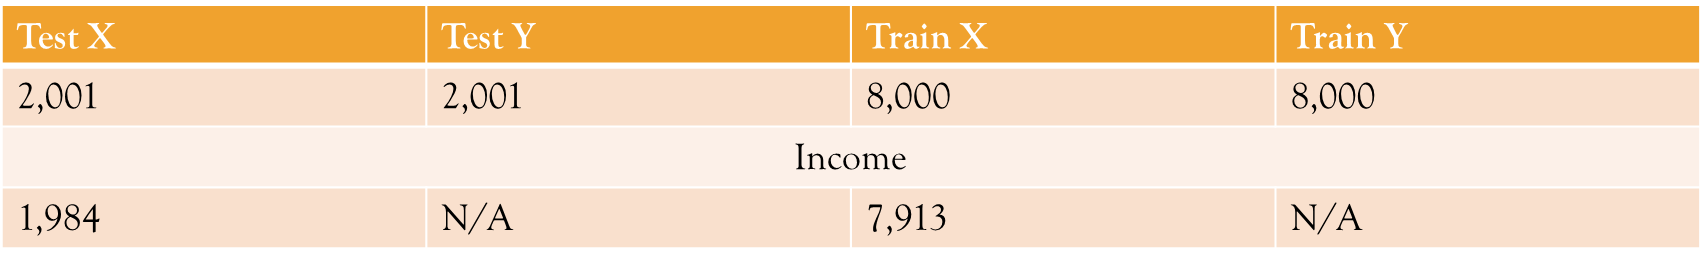 Test X Test Y Train X Train Y
2,001 2,001 8,000 8,000
Income
1,984 N/A 7,913 N/A